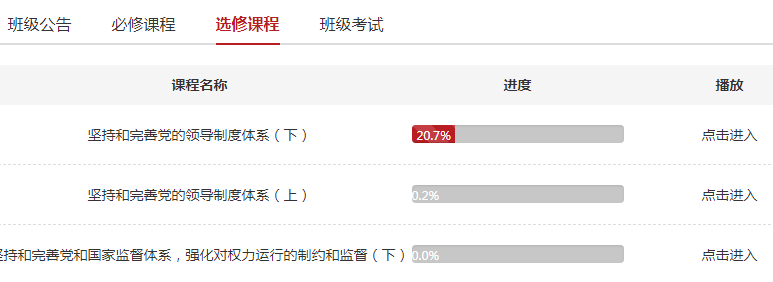 班级公告 必修课程 选修课程 班级考试
课程名称 进度 播放
坚持和完善党的领导制度体系（下） 20.7% 点击进入
坚持和完善党的领导制度体系（上） 0.2% 点击进入
坚持和完善党和国家监督体系，强化对权力运行的制约和监督（下） 0.0% 点击进入